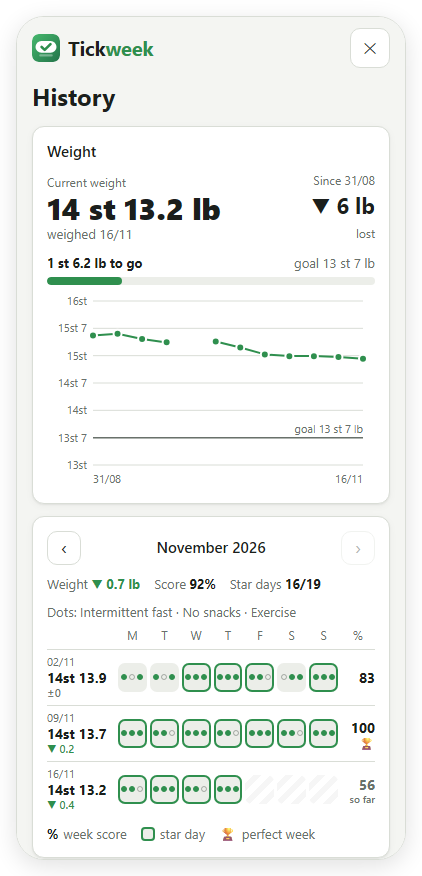 Tickweek
History
Weight
Current weight
Since 31/08
14 st 13.2 lb
▼ 6 lb
weighed 16/11
lost
1 st 6.2 lb to go
goal 13 st 7 lb
16st
15st 7
15st
14st 7
14st
goal 13 st 7 lb
13st 7
13st
31/08
16/11
‹
November 2026
›
Weight ▼ 0.7 lb Score 92% Star days 16/19
Dots: Intermittent fast · No snacks · Exercise
M T W T F S S %
02/11
14st 13.9
83
±0
09/11
14st 13.7
100
▼ 0.2
16/11
14st 13.2
56
▼ 0.4
so far
% week score star day 🏆 perfect week